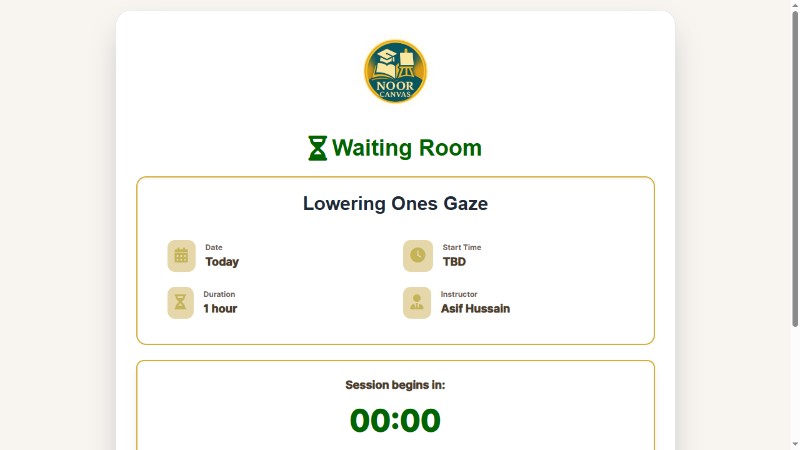 NOOR
CANVAS
Waiting Room
Lowering Ones Gaze
Date
Today
Start Time
TBD
Duration
1 hour
Instructor
Asif Hussain
Session begins in:
00:00